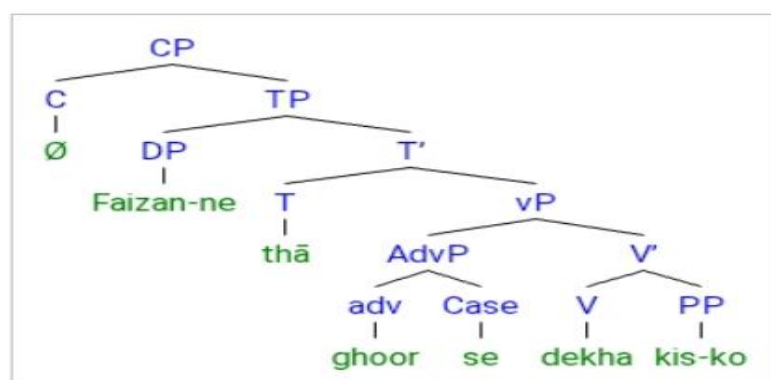 CP
C TP
Ø DP T’
Faizan-ne T vP
thā AdvP V’
adv Case V PP
ghoor se dekha kis-ko